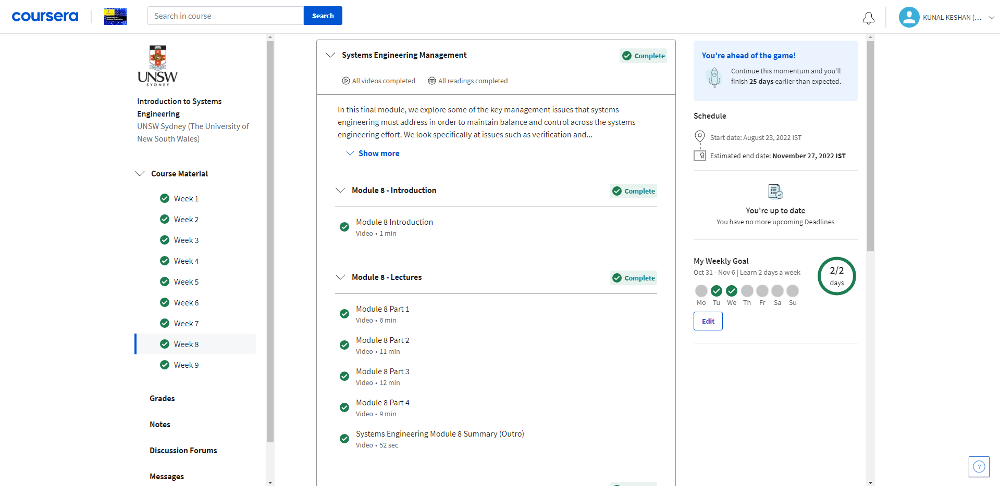 coursera
Search in course
Search
KUNAL KESHAN (...
UNSW
SYDNEY
Introduction to Systems
Engineering
UNSW Sydney (The University of
New South Wales)
Course Material
Week 1
Week 2
Week 3
Week 4
Week 5
Week 6
Week 7
Week 8
Week 9
Grades
Notes
Discussion Forums
Messages
Systems Engineering Management
Complete
All videos completed
All readings completed
In this final module, we explore some of the key management issues that systems
engineering must address in order to maintain balance and control across the systems
engineering effort. We look specifically at issues such as verification and...
Show more
Module 8 - Introduction
Complete
Module 8 Introduction
Video • 1 min
Module 8 - Lectures
Complete
Module 8 Part 1
Video • 6 min
Module 8 Part 2
Video • 11 min
Module 8 Part 3
Video • 12 min
Module 8 Part 4
Video • 9 min
Systems Engineering Module 8 Summary (Outro)
Video • 52 sec
You're ahead of the game!
Continue this momentum and you'll
finish 25 days earlier than expected.
Schedule
Start date: August 23, 2022 IST
Estimated end date: November 27, 2022 IST
You're up to date
You have no more upcoming Deadlines
My Weekly Goal
Oct 31 - Nov 6 | Learn 2 days a week
2/2
days
Mo Tu We Th Fr Sa Su
Edit
?